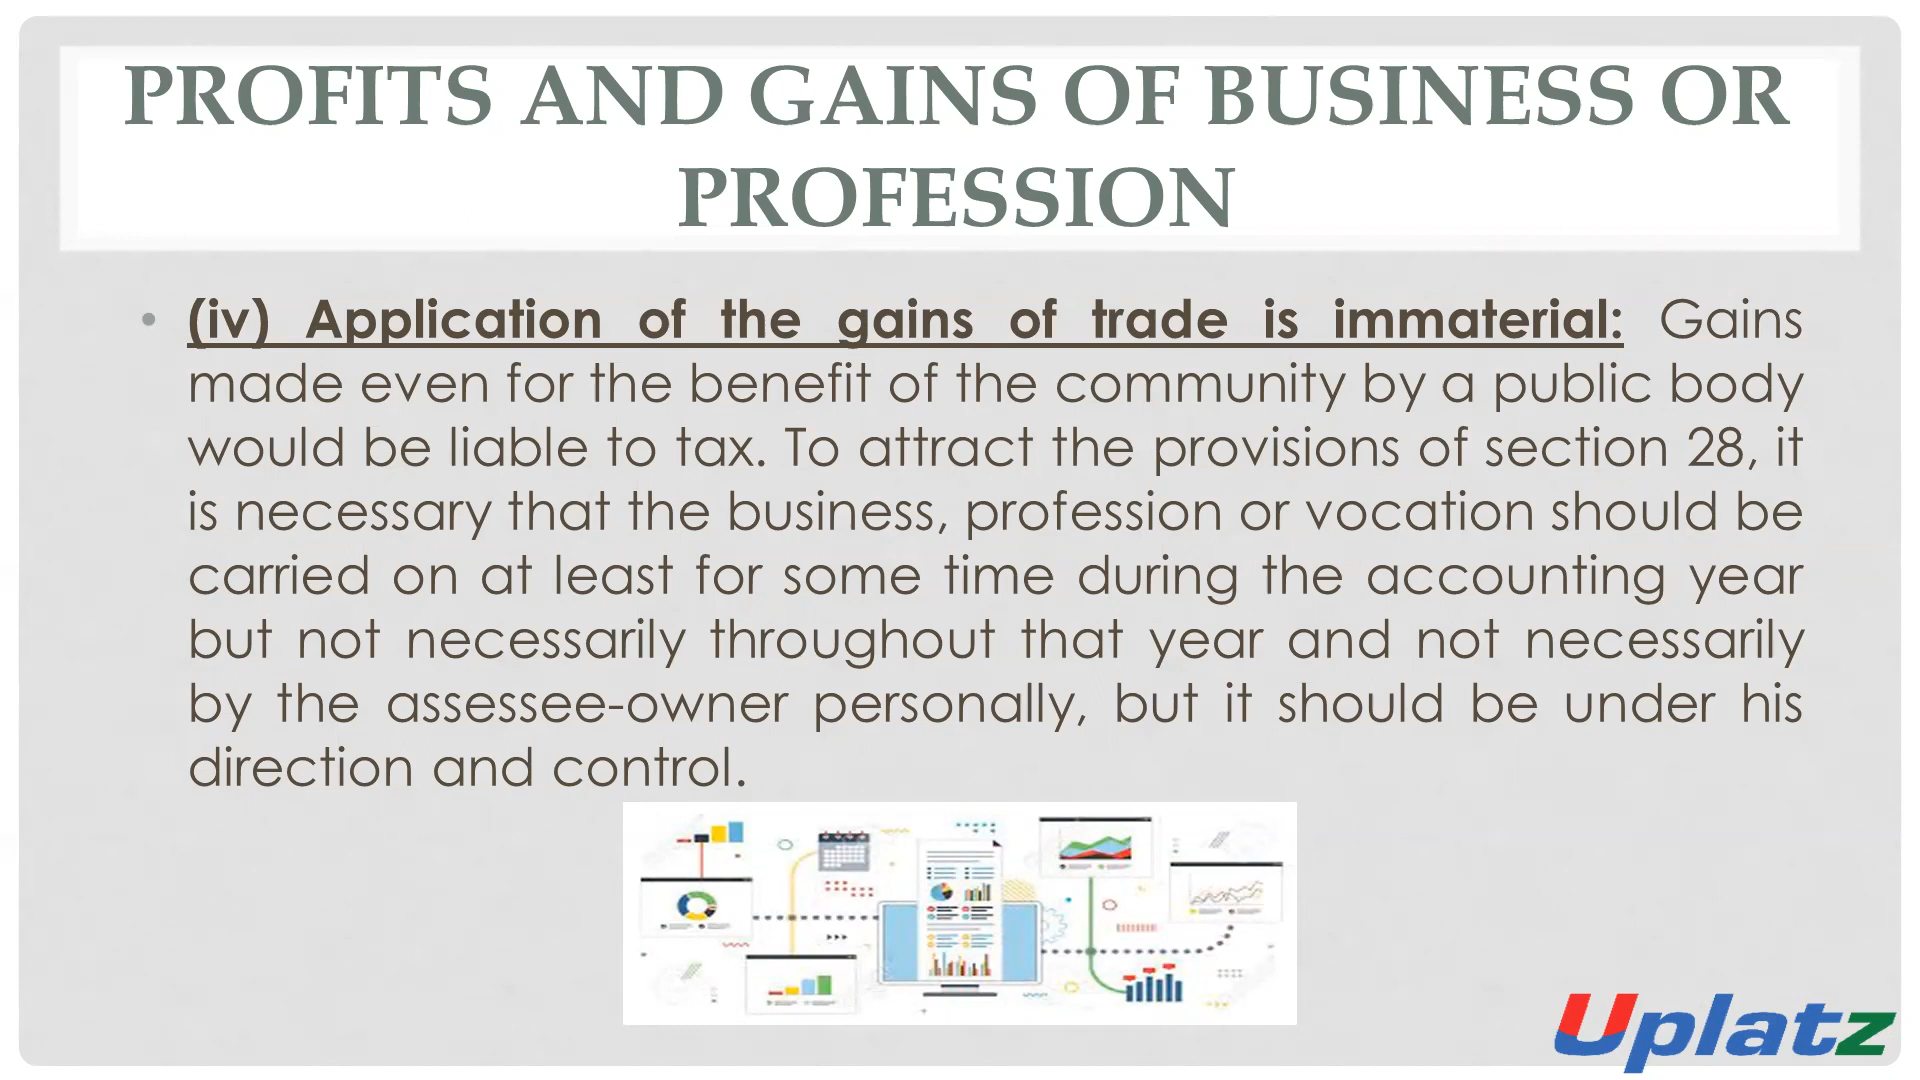 PROFITS AND GAINS OF BUSINESS OR
PROFESSION
• (iv) Application of the gains of trade is immaterial: Gains
made even for the benefit of the community by a public body
would be liable to tax. To attract the provisions of section 28, it
is necessary that the business, profession or vocation should be
carried on at least for some time during the accounting year
but not necessarily throughout that year and not necessarily
by the assessee-owner personally, but it should be under his
direction and control.
Uplatz